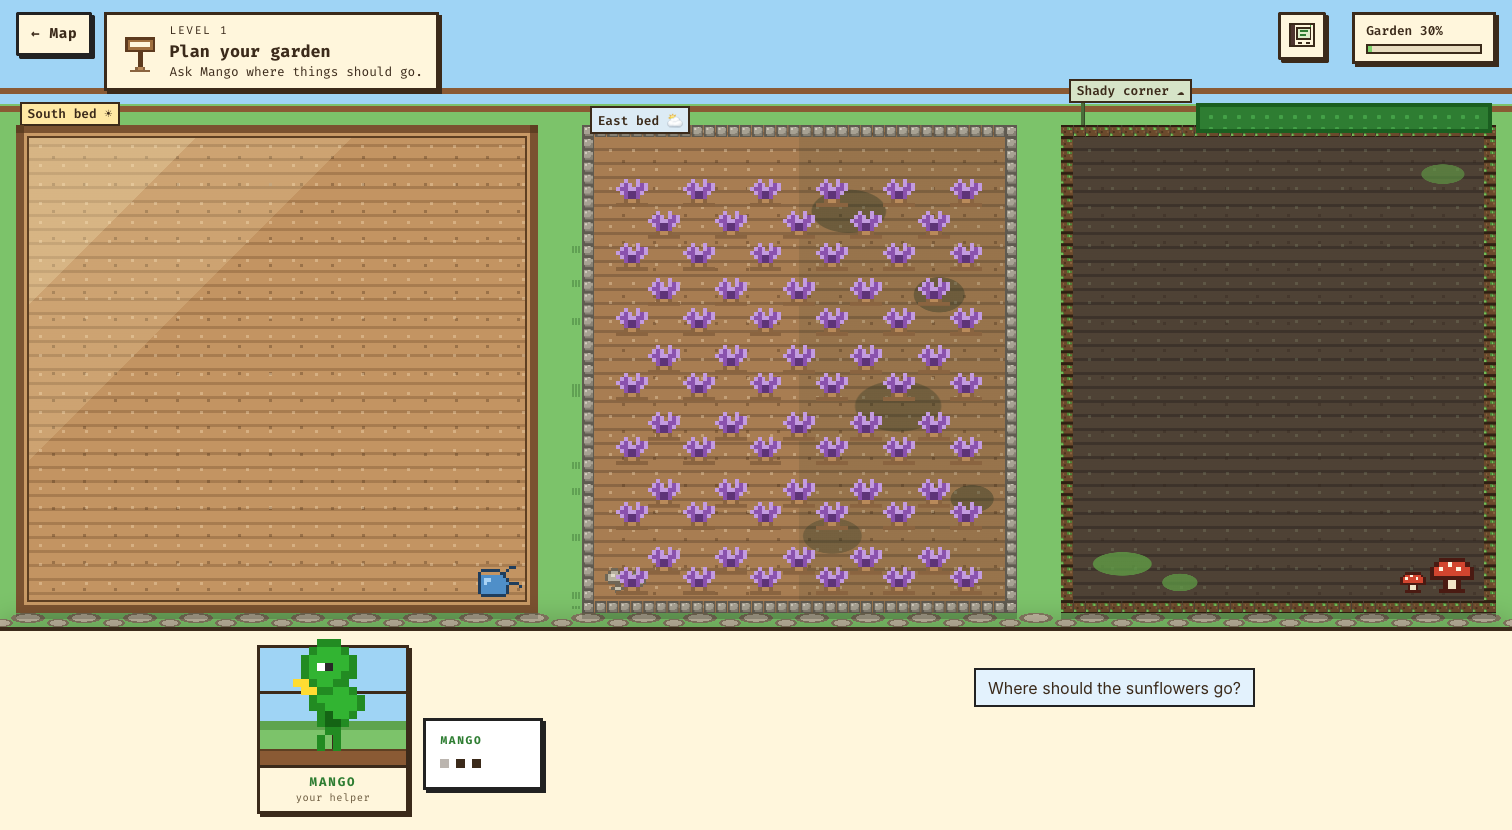 ← Map
LEVEL 1
Plan your garden
Ask Mango where things should go.
Garden 30%
South bed ☀
East bed ⛅
Shady corner ☁
Where should the sunflowers go?
MANGO
MANGO
your helper